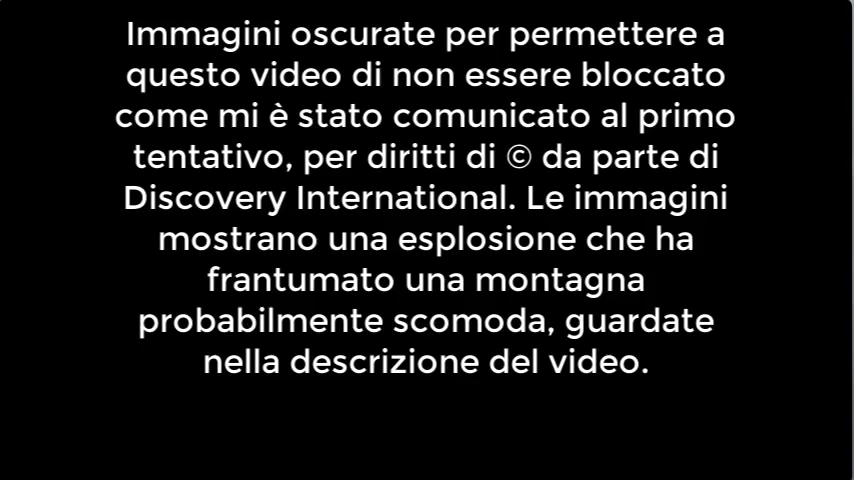 Immagini oscurate per permettere a
questo video di non essere bloccato
come mi è stato comunicato al primo
tentativo, per diritti di © da parte di
Discovery International. Le immagini
mostrano una esplosione che ha
frantumato una montagna
probabilmente scomoda, guardate
nella descrizione del video.